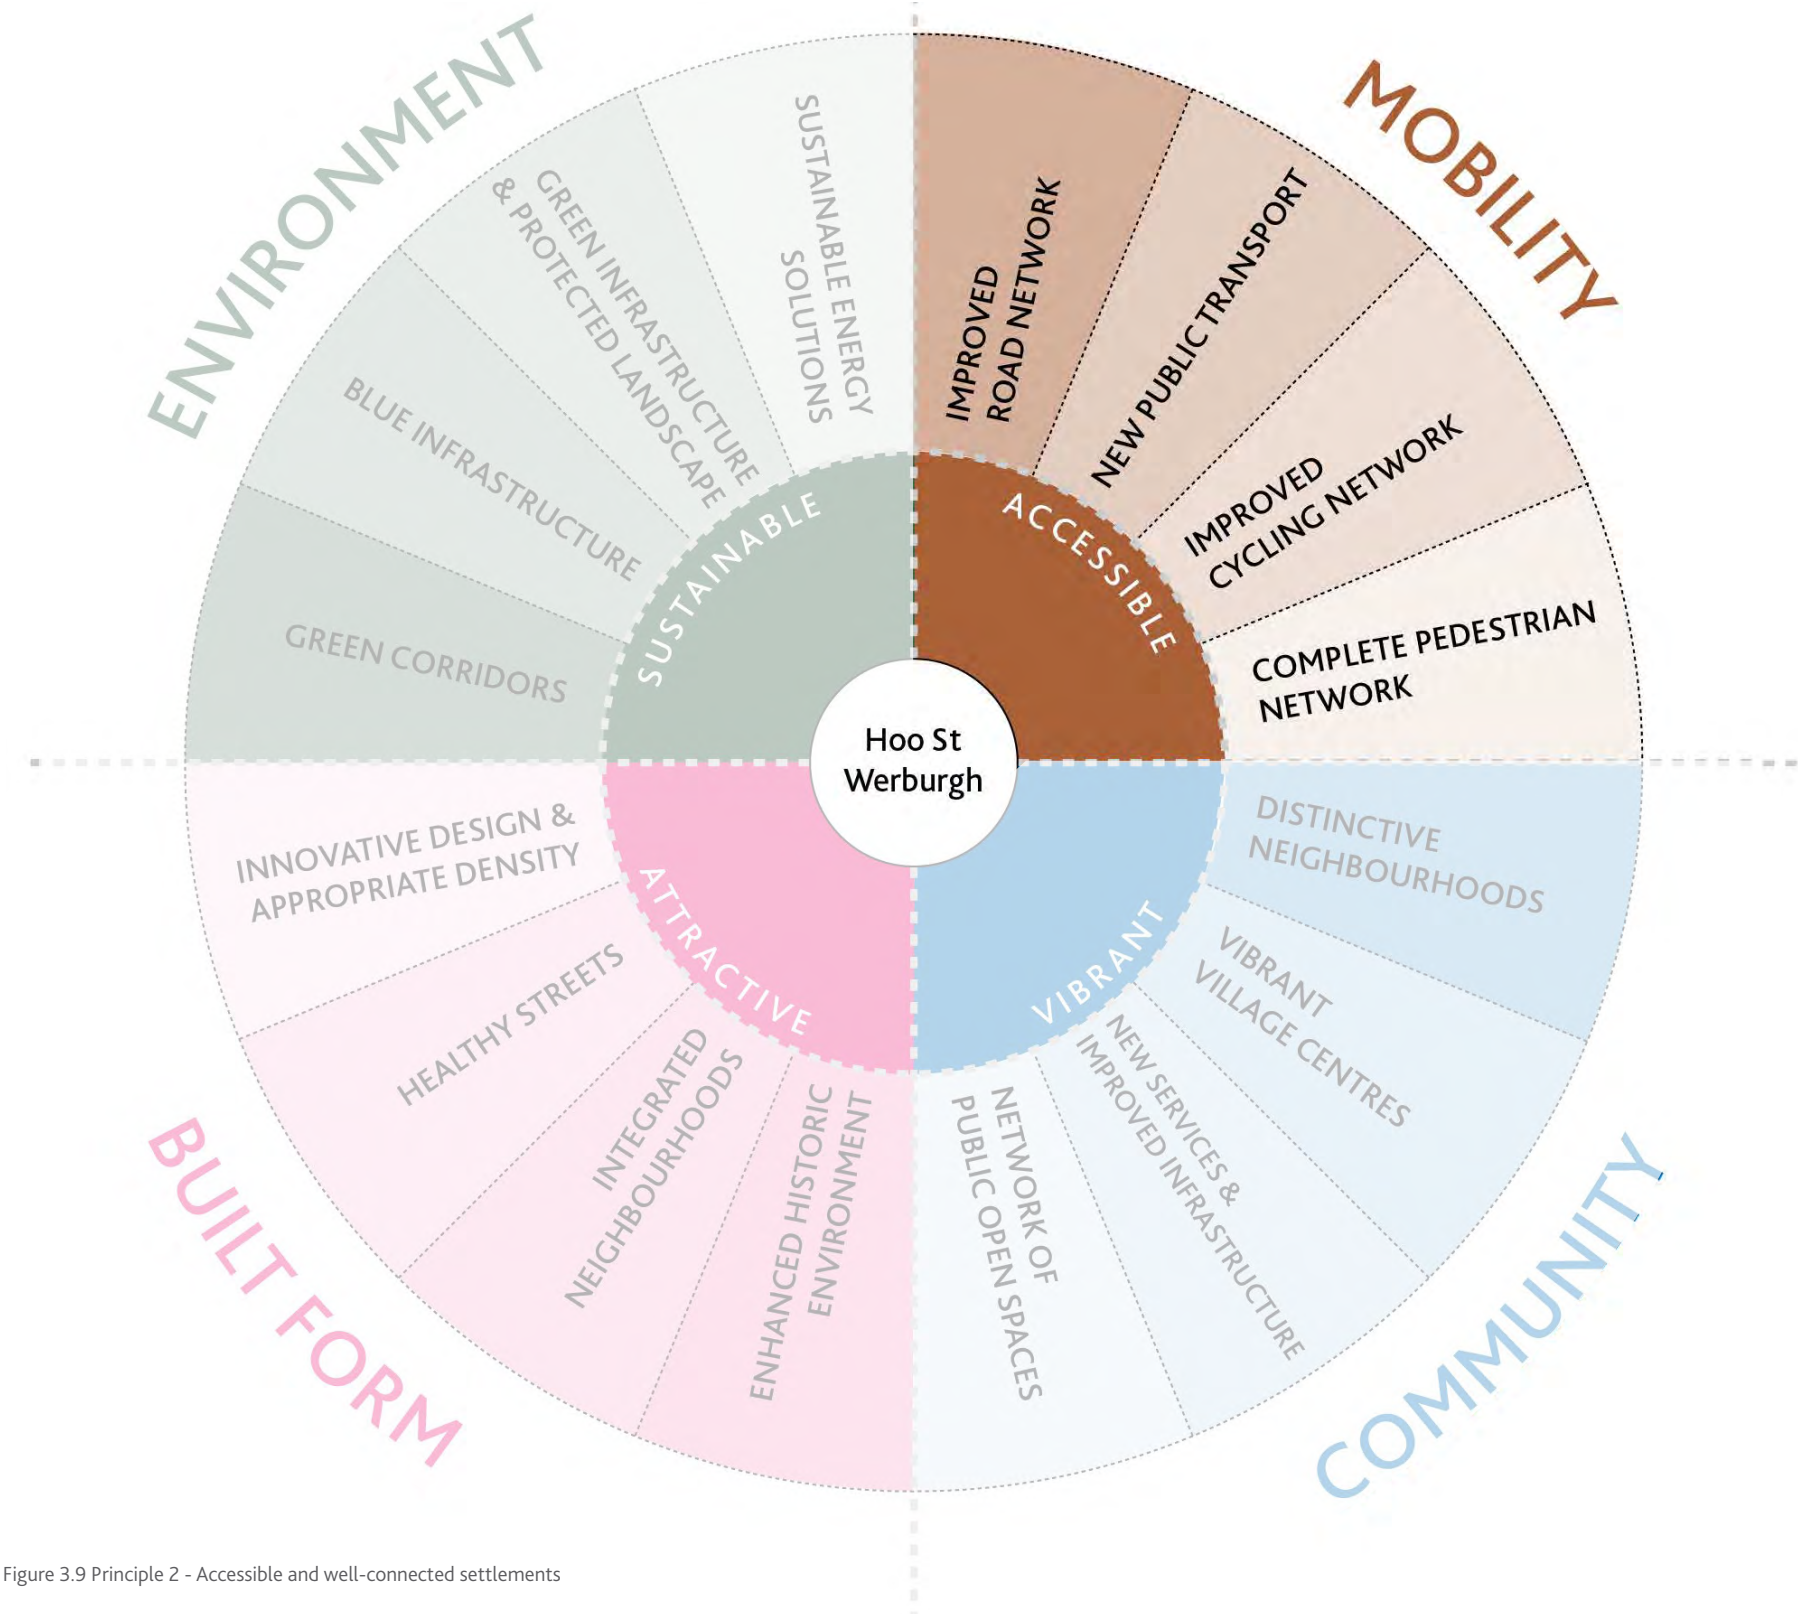 ENVIRONMENT
MOBILITY
SUSTAINABLE ENERGY
SOLUTIONS
GREEN INFRASTRUCTURE
& PROTECTED LANDSCAPE
BLUE INFRASTRUCTURE
GREEN CORRIDORS
SUSTAINABLE
IMPROVED
ROAD NETWORK
NEW PUBLIC TRANSPORT
IMPROVED
CYCLING NETWORK
COMPLETE PEDESTRIAN
NETWORK
ACCESSIBLE
Hoo St
Werburgh
INNOVATIVE DESIGN &
APPROPRIATE DENSITY
HEALTHY STREETS
INTEGRATED
NEIGHBOURHOODS
ENHANCED HISTORIC
ENVIRONMENT
ATTRACTIVE
DISTINCTIVE
NEIGHBOURHOODS
VIBRANT
VILLAGE CENTRES
NEW SERVICES &
IMPROVED INFRASTRUCTURE
NETWORK OF
PUBLIC OPEN SPACES
VIBRANT
BUILT FORM
COMMUNITY
Figure 3.9 Principle 2 - Accessible and well-connected settlements